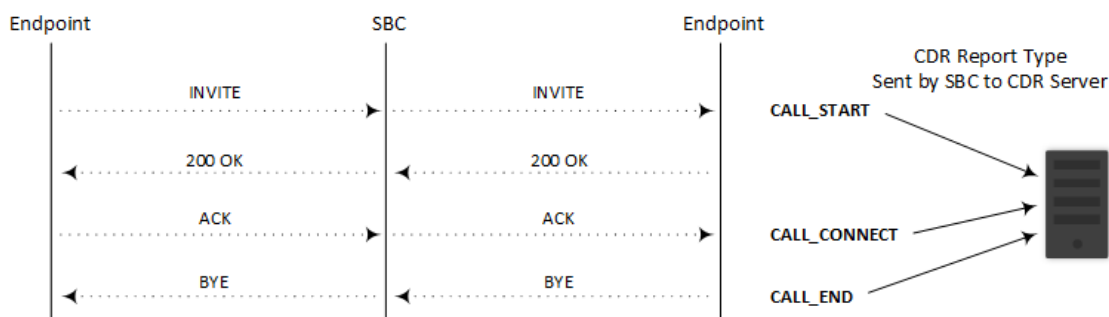 Endpoint
SBC
Endpoint
CDR Report Type
Sent by SBC to CDR Server
INVITE
INVITE
CALL_START
200 OK
200 OK
ACK
ACK
CALL_CONNECT
BYE
BYE
CALL_END